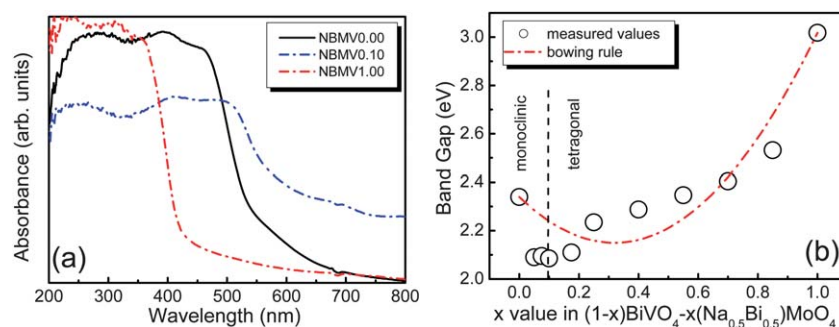 NBMV0.00
NBMV0.10
NBMV1.00
Absorbance (arb. units)
(a)
200 300 400 500 600 700 800
Wavelength (nm)
measured values
bowing rule
3.0
2.8
2.6
2.4
2.2
2.0
Band Gap (eV)
monoclinic
tetragonal
(b)
0.0 0.2 0.4 0.6 0.8 1.0
x value in (1-x)BiVO₄-x(Na₀.₅Bi₀.₅)MoO₄